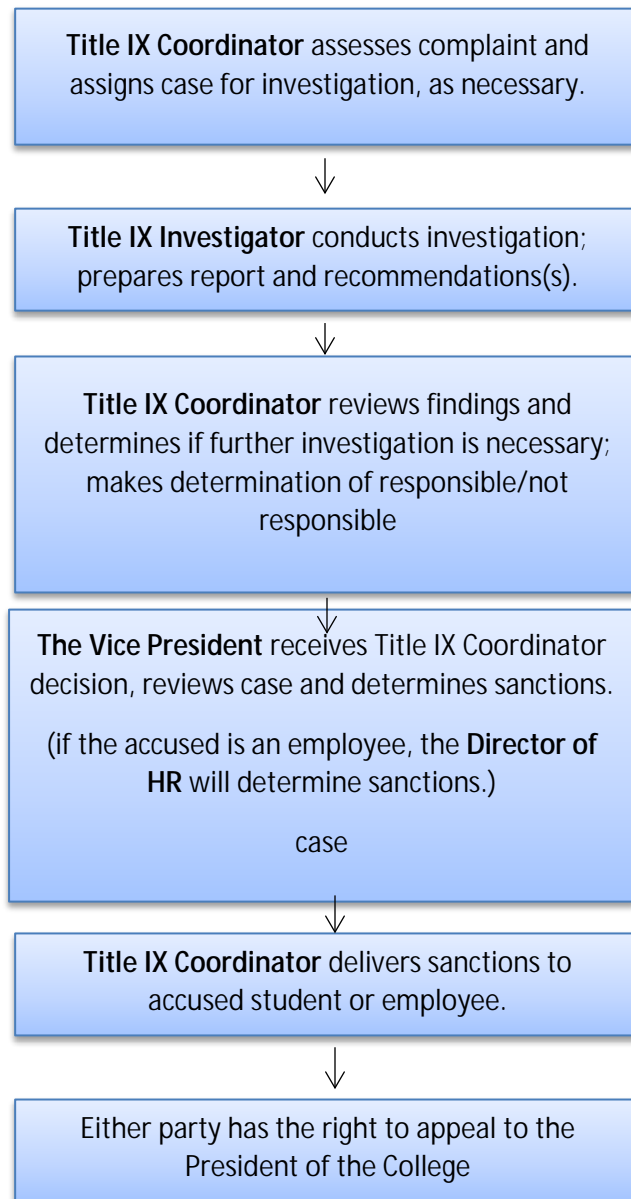 Title IX Coordinator assesses complaint and
assigns case for investigation, as necessary.
Title IX Investigator conducts investigation;
prepares report and recommendations(s).
Title IX Coordinator reviews findings and
determines if further investigation is necessary;
makes determination of responsible/not
responsible
The Vice President receives Title IX Coordinator
decision, reviews case and determines sanctions.
(if the accused is an employee, the Director of
HR will determine sanctions.)
case
Title IX Coordinator delivers sanctions to
accused student or employee.
Either party has the right to appeal to the
President of the College